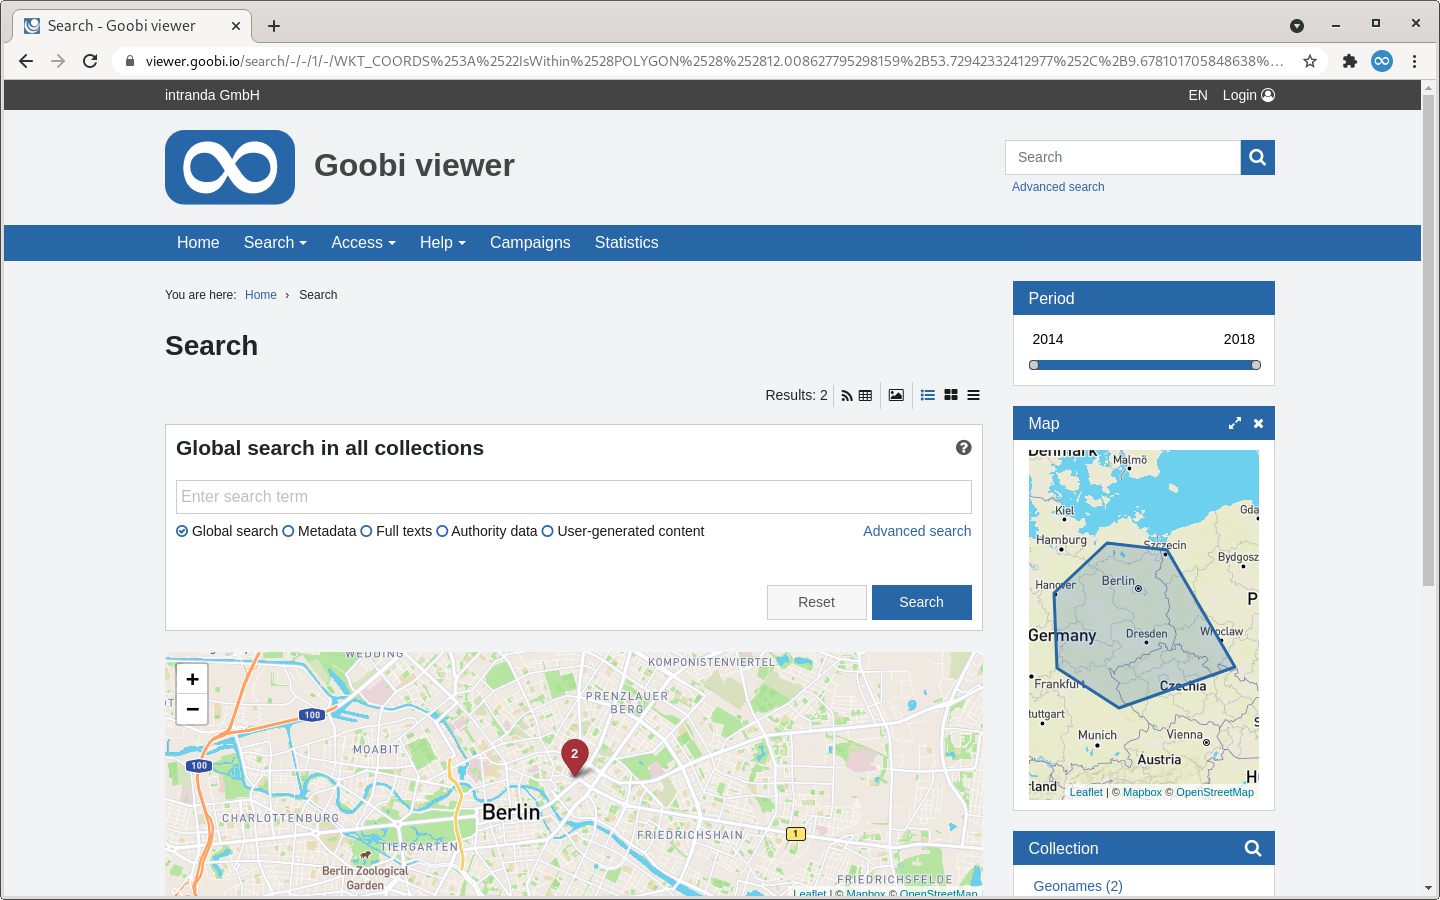 Search - Goobi viewer
viewer.goobi.io/search/-/-/1/-/WKT_COORDS%253A%2522IsWithin%2528POLYGON%2528%252812.008627795298159%2B53.72942332412977%252C%2B9.678101705848638%...
intranda GmbH
EN Login
Goobi viewer
Search
Advanced search
Home Search Access Help Campaigns Statistics
You are here: Home › Search
Search
Results: 2
Global search in all collections
Enter search term
Global search Metadata Full texts Authority data User-generated content Advanced search
Reset Search
WEDDING
KOMPONISTENVIERTEL
+
−
PRENZLAUER
BERG
100
MOABIT
2
100
Berlin
CHARLOTTENBURG
FRIEDRICHSHAIN
1
TIERGARTEN
Berlin Zoological
Garden
FRIEDRICHSFELDE
Leaflet | © Mapbox © OpenStreetMap
Period
2014 2018
Map
Denmark
Malmö
Kiel
Gda
Hamburg
Szczecin
Bydgosz
Hanover
Berlin
P
Germany
Dresden
Wrocław
Frankfurt
Czechia
tuttgart
Munich
Vienna
Austria
rland
Leaflet | © Mapbox © OpenStreetMap
Collection
Geonames (2)